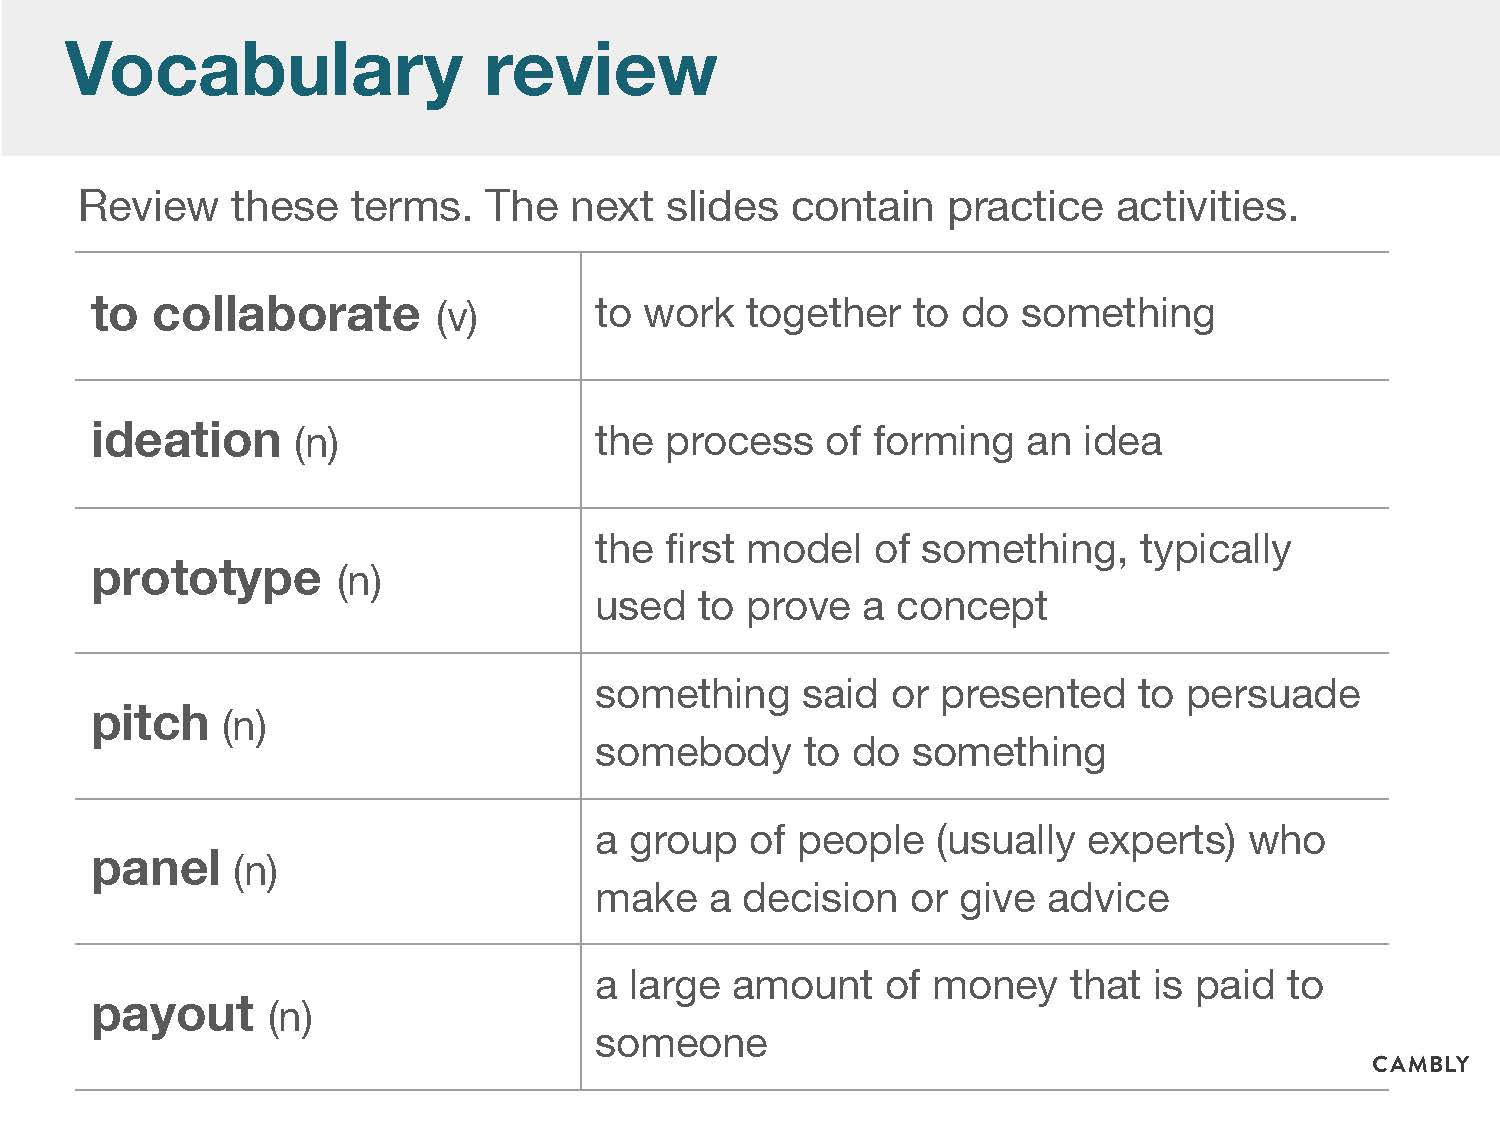 Vocabulary review
Review these terms. The next slides contain practice activities.
to collaborate (v)
to work together to do something
ideation (n)
the process of forming an idea
prototype (n)
the first model of something, typically
used to prove a concept
pitch (n)
something said or presented to persuade
somebody to do something
panel (n)
a group of people (usually experts) who
make a decision or give advice
payout (n)
a large amount of money that is paid to
someone
CAMBLY